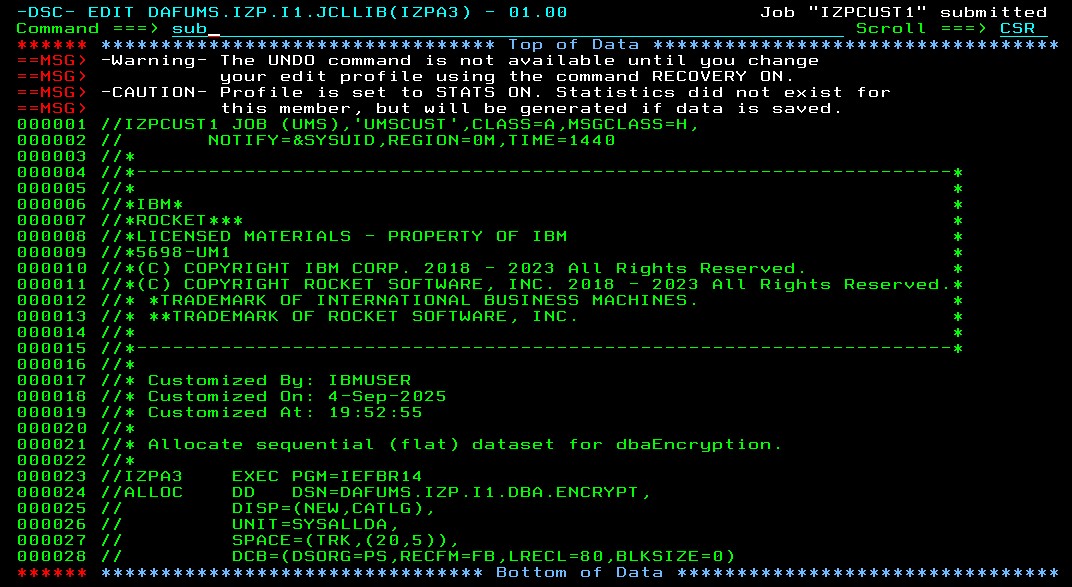 -DSC- EDIT DAFUMS.IZP.I1.JCLLIB(IZPA3) - 01.00                Job "IZPCUST1" submitted
Command ===> sub                                                      Scroll ===> CSR
****** ********************************* Top of Data **********************************
==MSG> -Warning- The UNDO command is not available until you change
==MSG>           your edit profile using the command RECOVERY ON.
==MSG> -CAUTION- Profile is set to STATS ON. Statistics did not exist for
==MSG>           this member, but will be generated if data is saved.
000001 //IZPCUST1 JOB (UMS),'UMSCUST',CLASS=A,MSGCLASS=H,
000002 //       NOTIFY=&SYSUID,REGION=0M,TIME=1440
000003 //*
000004 //*--------------------------------------------------------------------*
000005 //*                                                                    *
000006 //*IBM*                                                                *
000007 //*ROCKET***                                                           *
000008 //*LICENSED MATERIALS - PROPERTY OF IBM                                *
000009 //*5698-UM1                                                            *
000010 //*(C) COPYRIGHT IBM CORP. 2018 - 2023 All Rights Reserved.            *
000011 //*(C) COPYRIGHT ROCKET SOFTWARE, INC. 2018 - 2023 All Rights Reserved.*
000012 //* *TRADEMARK OF INTERNATIONAL BUSINESS MACHINES.                     *
000013 //* **TRADEMARK OF ROCKET SOFTWARE, INC.                               *
000014 //*                                                                    *
000015 //*--------------------------------------------------------------------*
000016 //*
000017 //* Customized By: IBMUSER
000018 //* Customized On: 4-Sep-2025
000019 //* Customized At: 19:52:55
000020 //*
000021 //* Allocate sequential (flat) dataset for dbaEncryption.
000022 //*
000023 //IZPA3    EXEC PGM=IEFBR14
000024 //ALLOC    DD   DSN=DAFUMS.IZP.I1.DBA.ENCRYPT,
000025 //         DISP=(NEW,CATLG),
000026 //         UNIT=SYSALLDA,
000027 //         SPACE=(TRK,(20,5)),
000028 //         DCB=(DSORG=PS,RECFM=FB,LRECL=80,BLKSIZE=0)
****** ******************************** Bottom of Data ********************************